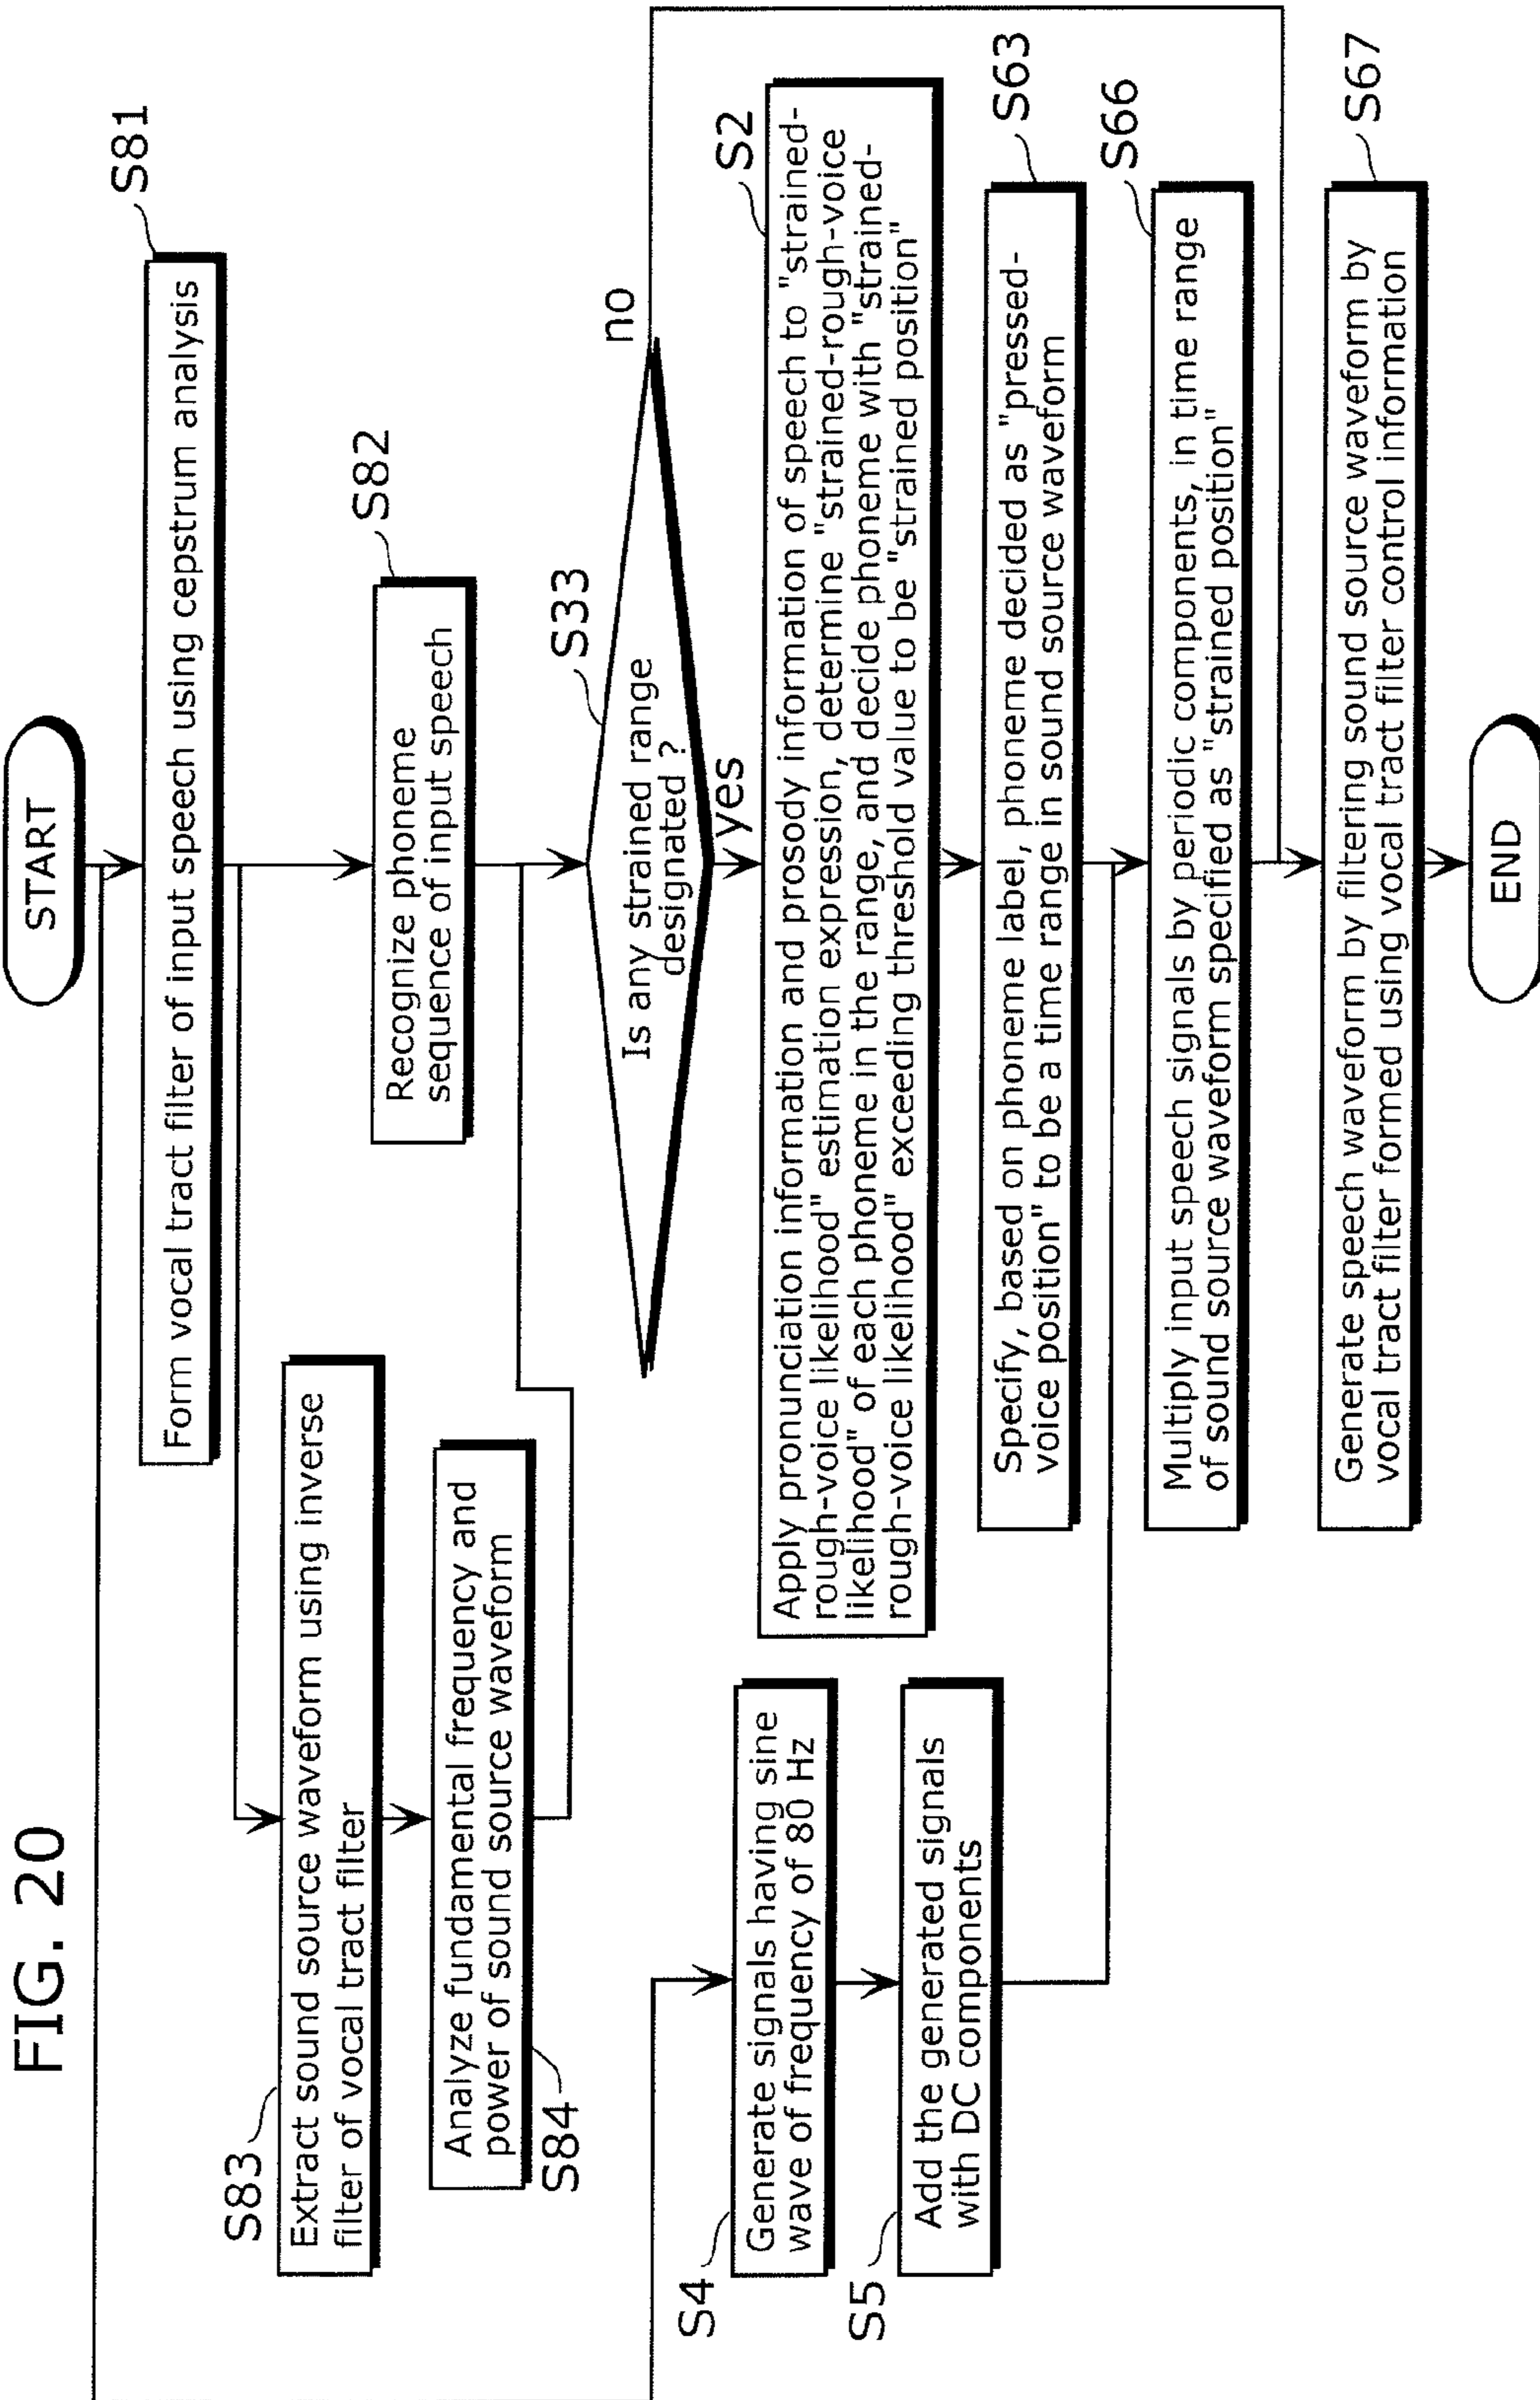 FIG. 20
START
S81
Form vocal tract filter of input speech using cepstrum analysis
S83
Extract sound source waveform using inverse
filter of vocal tract filter
S82
Recognize phoneme
sequence of input speech
Analyze fundamental frequency and
power of sound source waveform
S84
S33
Is any strained range
designated ?
no
yes
S4
Generate signals having sine
wave of frequency of 80 Hz
S2
Apply pronunciation information and prosody information of speech to "strained-
rough-voice likelihood" estimation expression, determine "strained-rough-voice
likelihood" of each phoneme in the range, and decide phoneme with "strained-
rough-voice likelihood" exceeding threshold value to be "strained position"
S5
Add the generated signals
with DC components
S63
Specify, based on phoneme label, phoneme decided as "pressed-
voice position" to be a time range in sound source waveform
S66
Multiply input speech signals by periodic components, in time range
of sound source waveform specified as "strained position"
S67
Generate speech waveform by filtering sound source waveform by
vocal tract filter formed using vocal tract filter control information
END